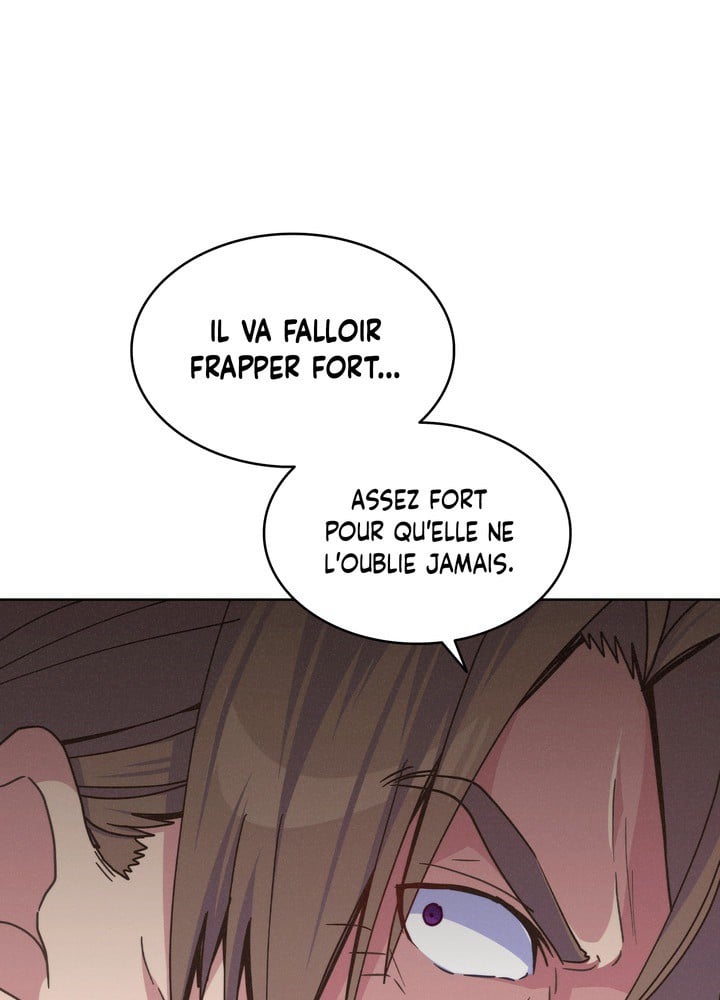 IL VA FALLOIR
FRAPPER FORT...
ASSEZ FORT
POUR QU'ELLE NE
L'OUBLIE JAMAIS.